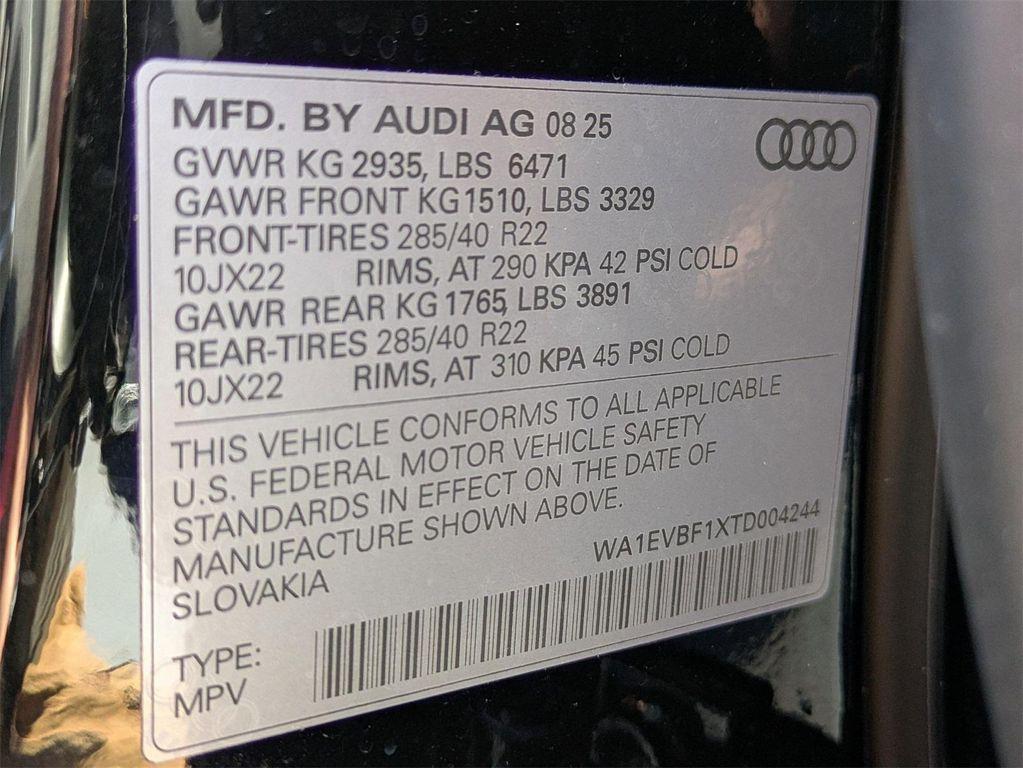 MFD. BY AUDI AG 08 25
GVWR KG 2935, LBS 6471
GAWR FRONT KG 1510, LBS 3329
FRONT-TIRES 285/40 R22
10JX22 RIMS, AT 290 KPA 42 PSI COLD
GAWR REAR KG 1765, LBS 3891
REAR-TIRES 285/40 R22
10JX22 RIMS, AT 310 KPA 45 PSI COLD
THIS VEHICLE CONFORMS TO ALL APPLICABLE
U.S. FEDERAL MOTOR VEHICLE SAFETY
STANDARDS IN EFFECT ON THE DATE OF
MANUFACTURE SHOWN ABOVE.
SLOVAKIA
WA1EVBF1XTD004244
TYPE:
MPV